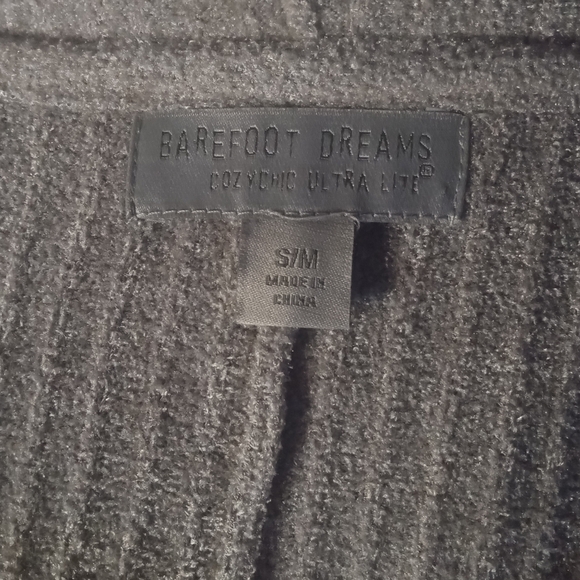 BAREFOOT DREAMS
COZYCHIC ULTRA LITE®
S/M
MADE IN
CHINA